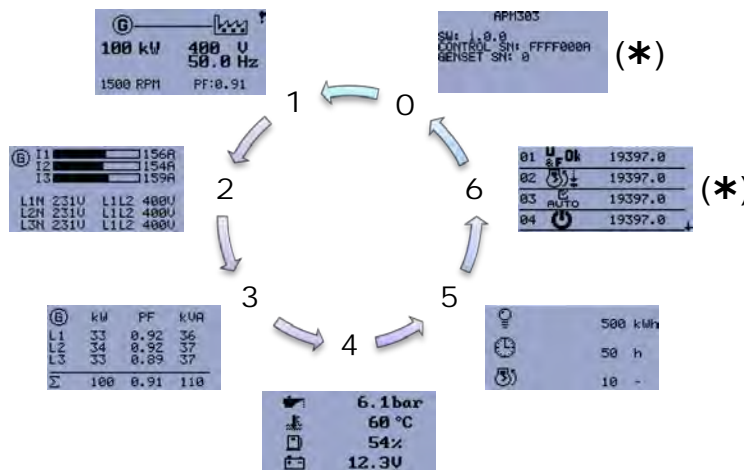 G
100 kW 400 V
50.0 Hz
1500 RPM PF:0.91
APM303
SW: 1.0.0
CONTROL SN: FFFF000A
GENSET SN: 0
(*)
1
0
G I1 156A
I2 154A
I3 159A
L1N 231V L1L2 400V
L2N 231V L1L2 400V
L3N 231V L1L2 400V
2
6
01 U&F Ok 19397.0
02 19397.0
03 AUTO 19397.0
04 19397.0
(*)
3
4
5
G kW PF kVA
L1 33 0.92 36
L2 34 0.92 37
L3 33 0.89 37
Σ 100 0.91 110
6.1bar
60 °C
54%
12.3V
500 kWh
50 h
10 -